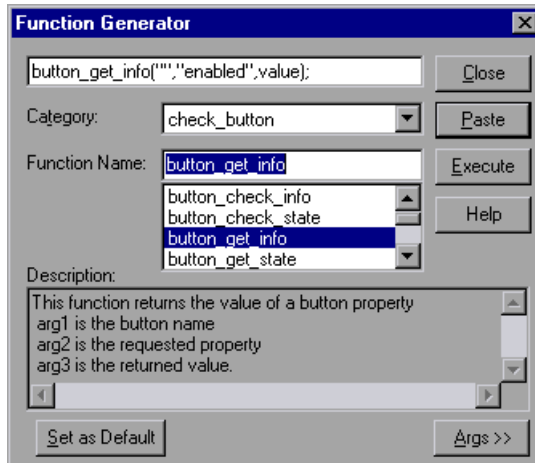 Function Generator
button_get_info("","enabled",value);
Close
Category:
check_button
Paste
Function Name:
button_get_info
Execute
button_check_info
button_check_state
button_get_info
button_get_state
Help
Description:
This function returns the value of a button property
arg1 is the button name
arg2 is the requested property
arg3 is the returned value.
Set as Default
Args >>